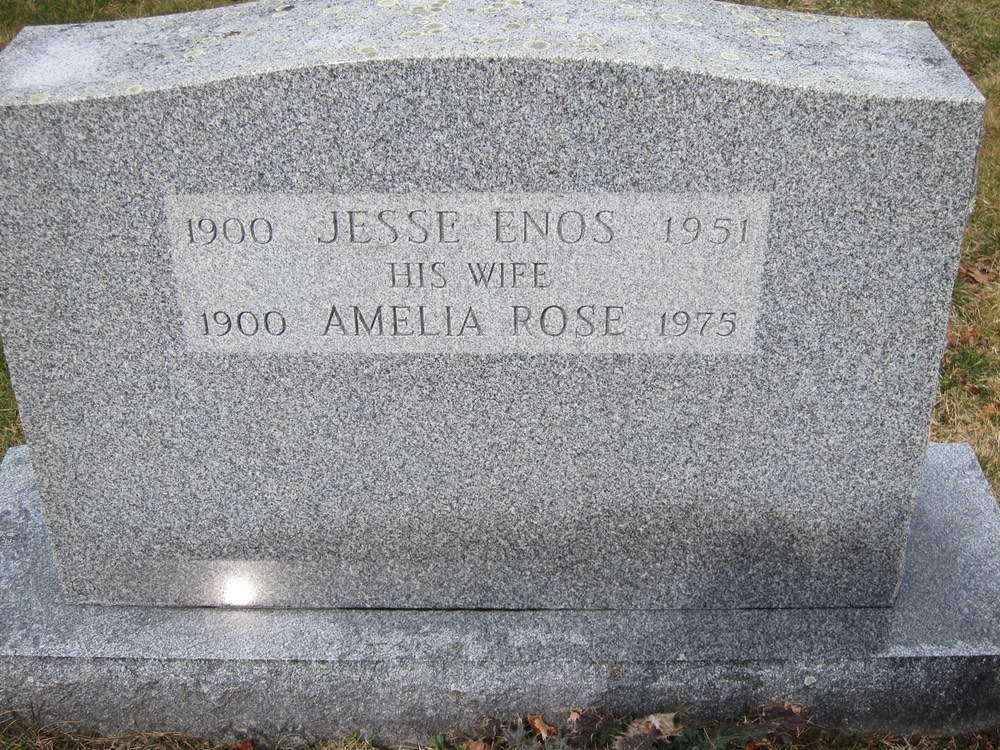 1900 JESSE ENOS 1951
HIS WIFE
1900 AMELIA ROSE 1975